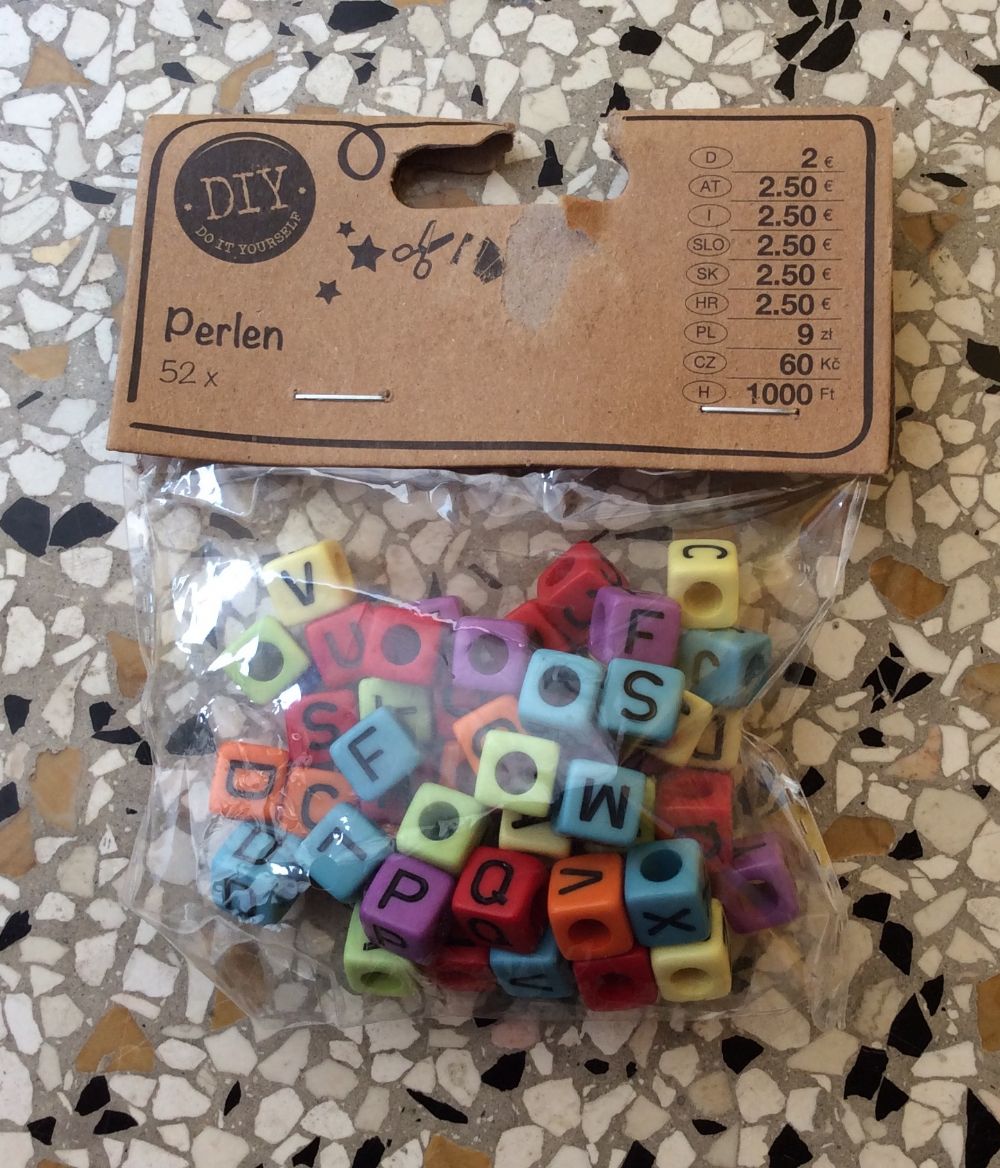 DIY
DO IT YOURSELF
Perlen
52 x
D 2 €
AT 2.50 €
I 2.50 €
SLO 2.50 €
SK 2.50 €
HR 2.50 €
PL 9 zł
CZ 60 Kč
H 1000 Ft
C
V
F
U
S
S
F
D
C
M
T
D
P
Q
V
X
P
Q
V